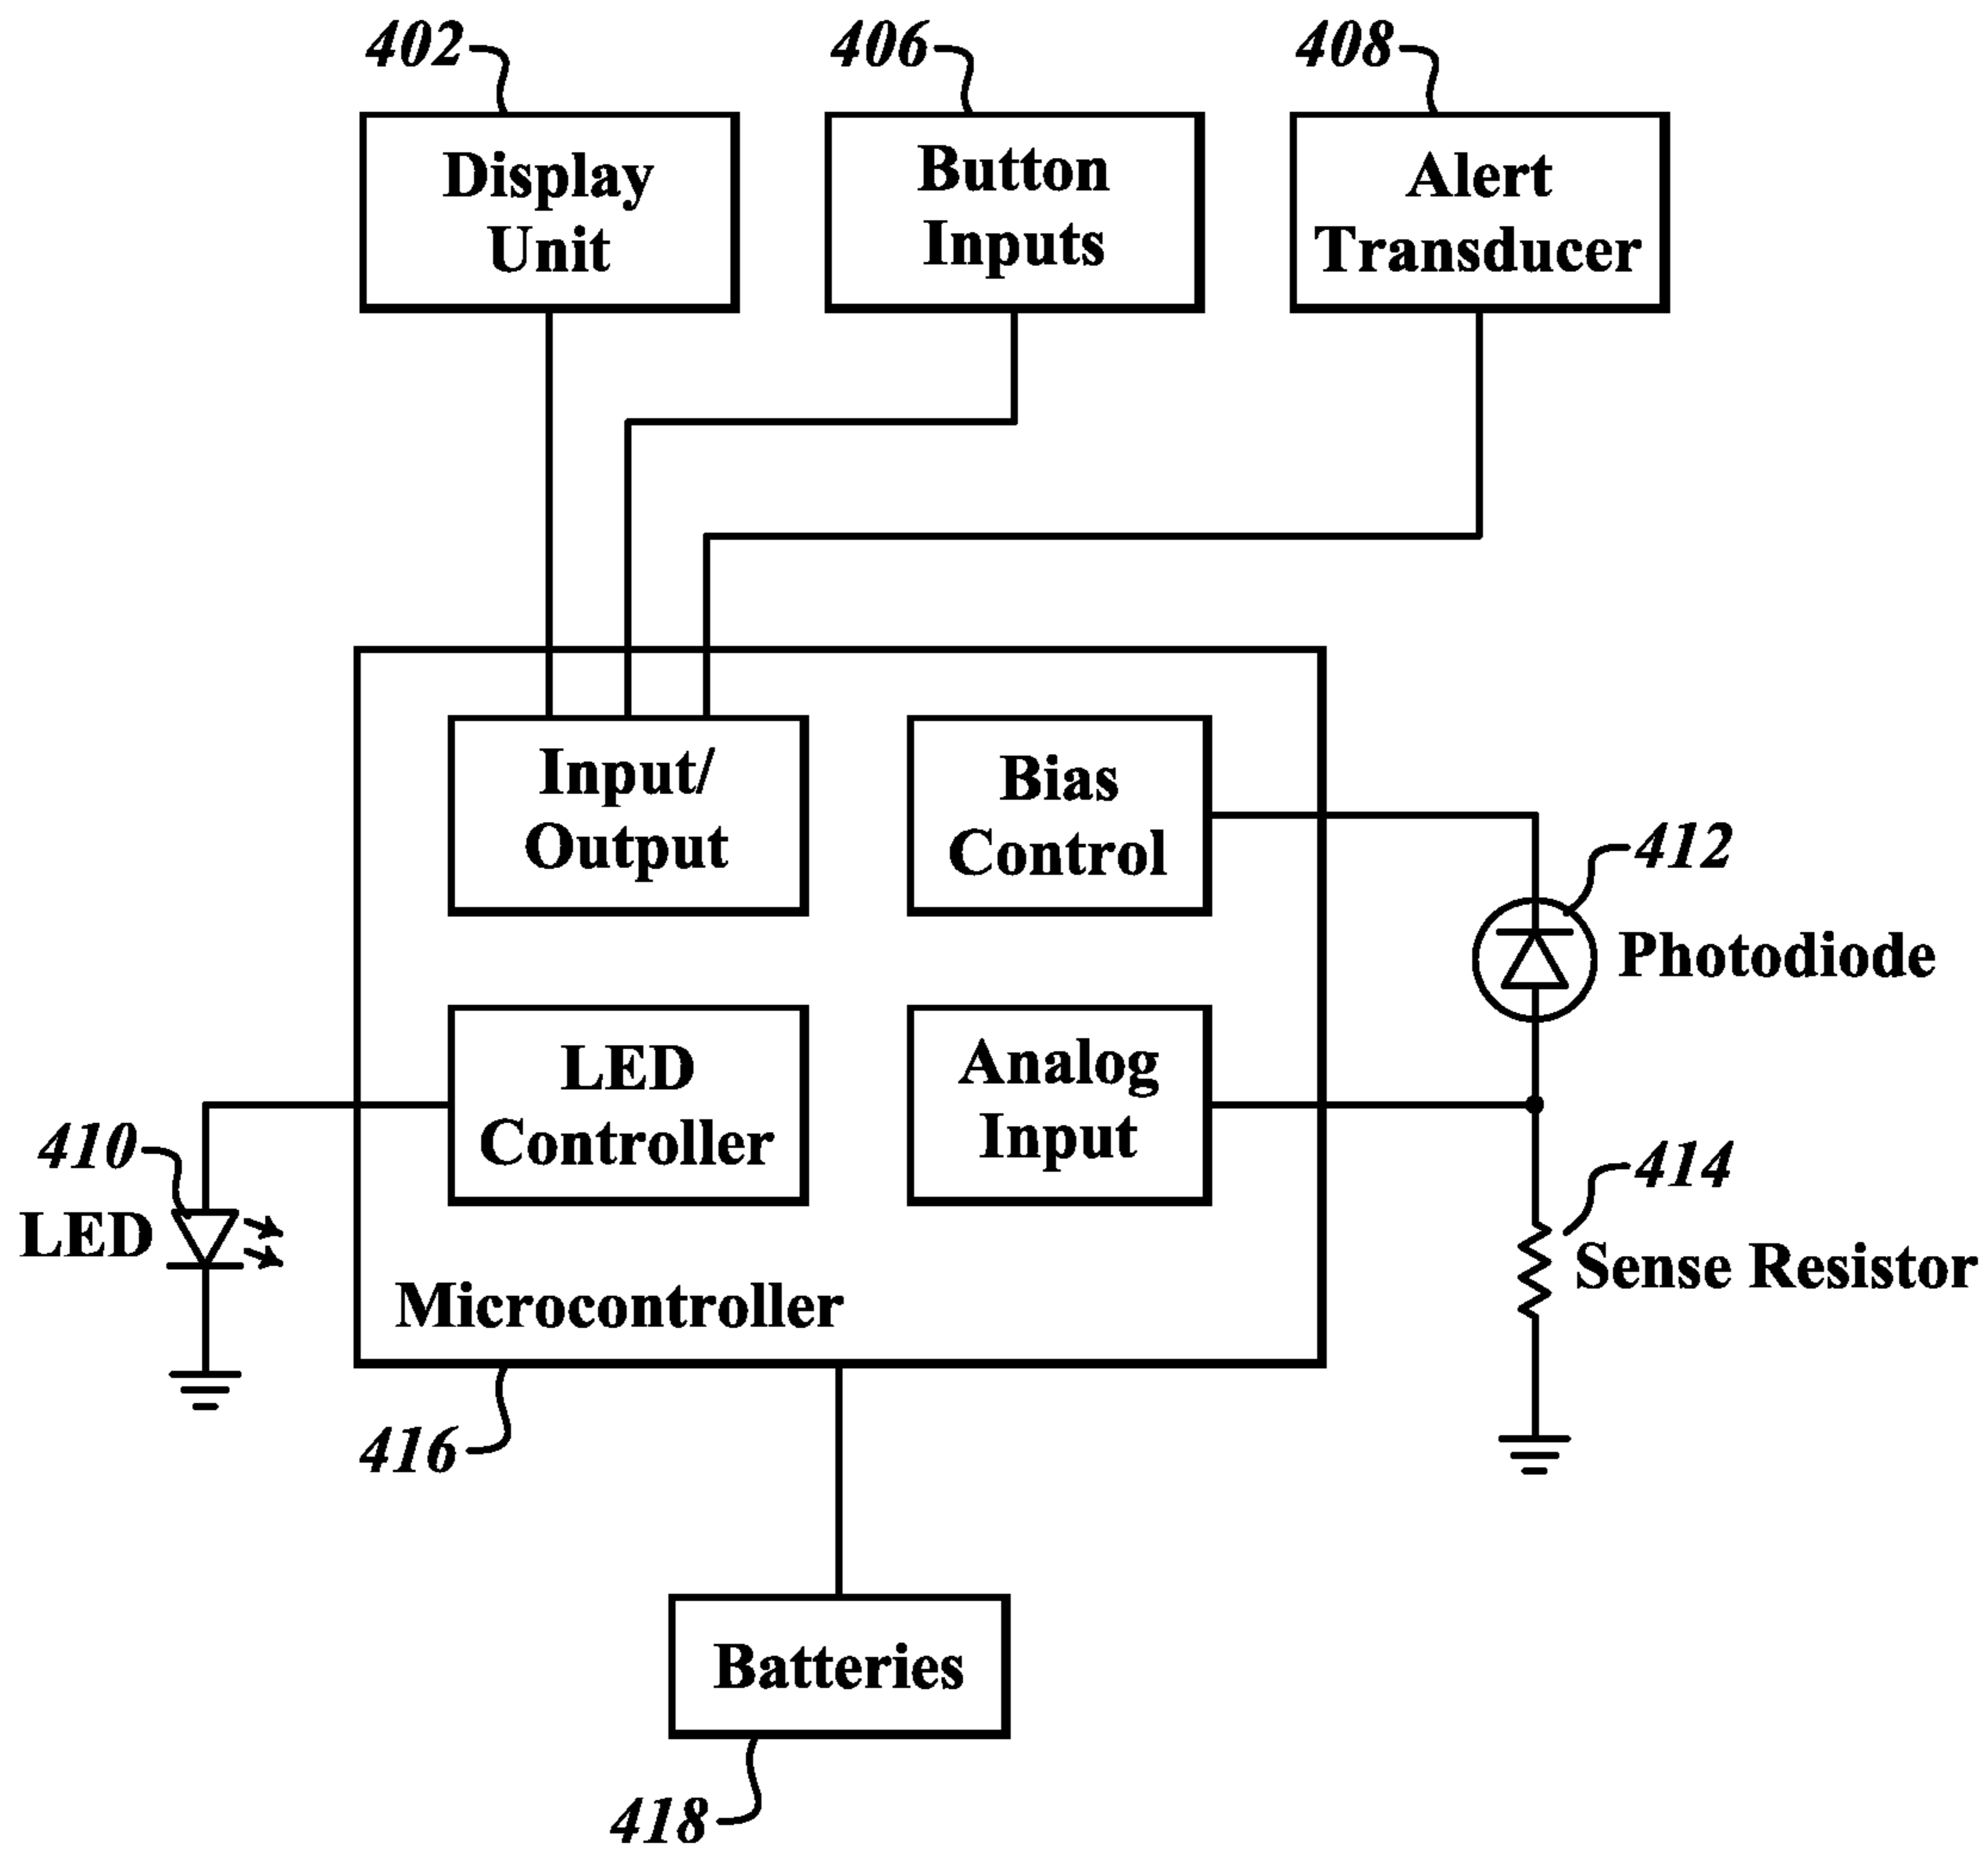 402
406
408
Display
Unit
Button
Inputs
Alert
Transducer
Input/
Output
Bias
Control
412
Photodiode
LED
Controller
Analog
Input
410
LED
414
Sense Resistor
Microcontroller
416
Batteries
418